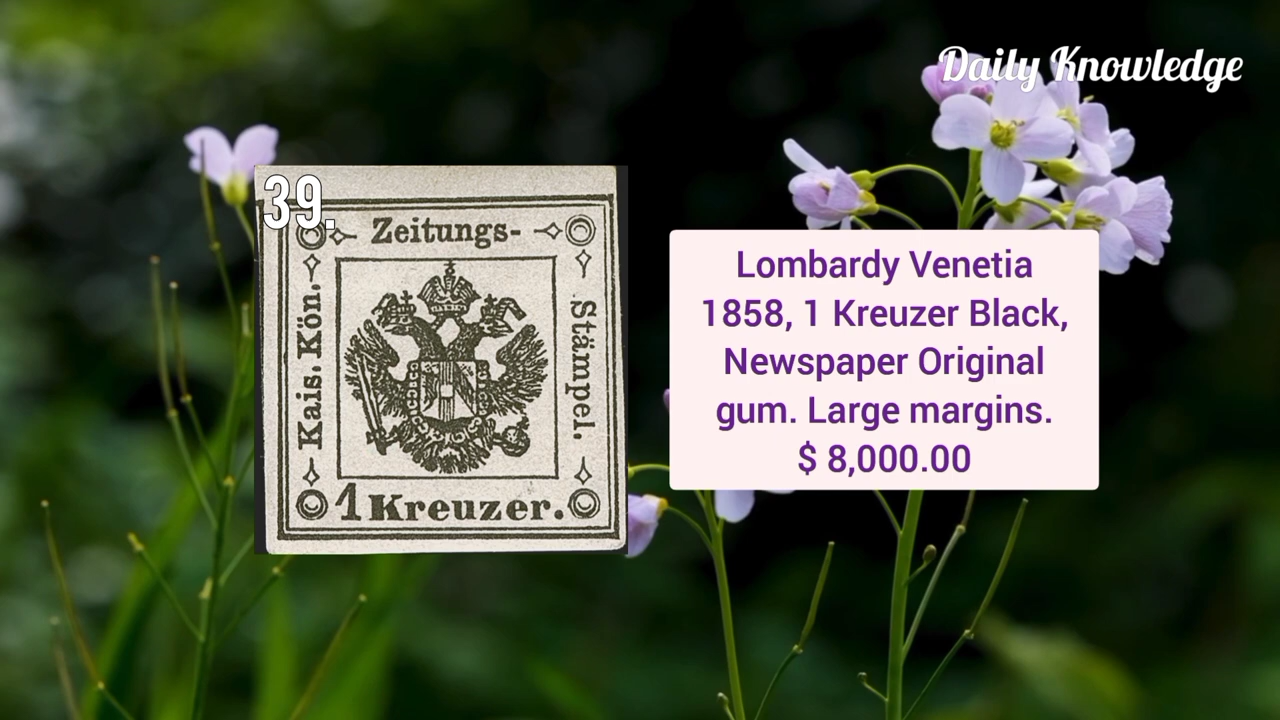 Daily Knowledge
39.
Zeitungs-
Kais. Kön.
Stämpel.
1 Kreuzer.
Lombardy Venetia
1858, 1 Kreuzer Black,
Newspaper Original
gum. Large margins.
$ 8,000.00